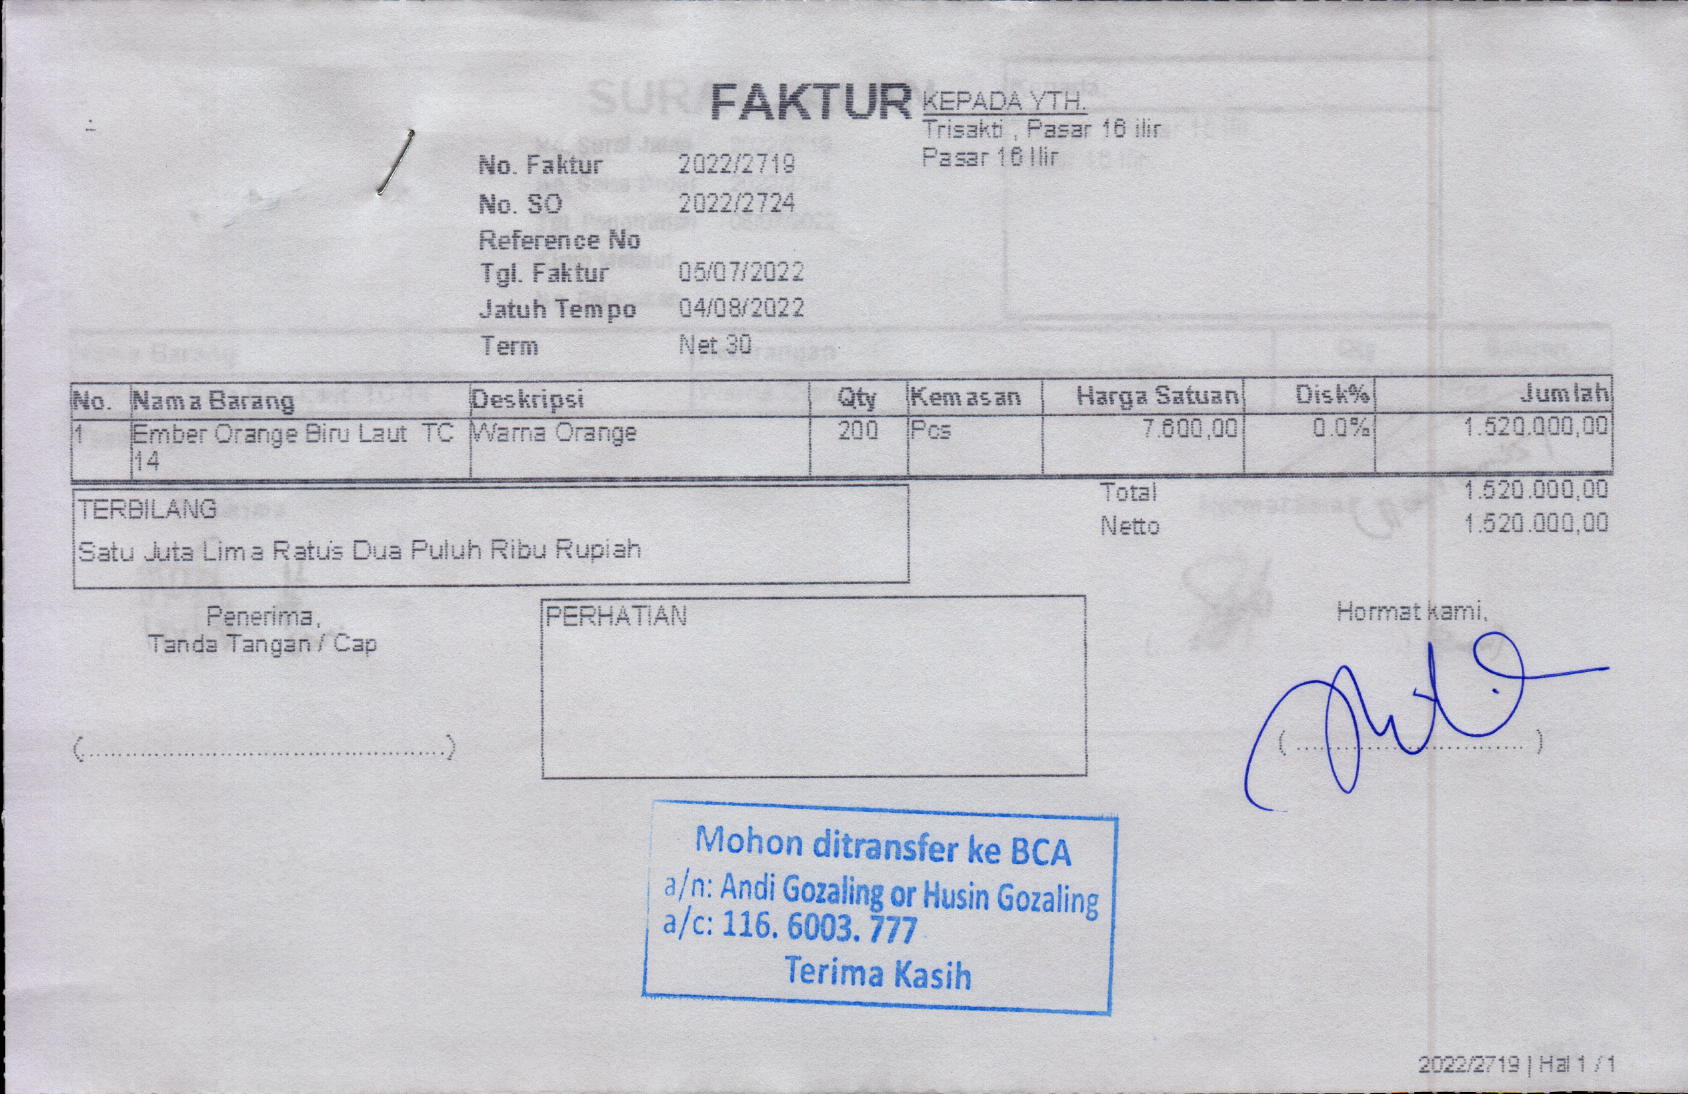 FAKTUR
KEPADA YTH.
Trisakti , Pasar 16 ilir
Pasar 16 Ilir
No. Faktur 2022/2719
No. SO 2022/2724
Reference No
Tgl. Faktur 05/07/2022
Jatuh Tempo 04/08/2022
Term Net 30
No. Nama Barang Deskripsi Qty Kemasan Harga Satuan Disk% Jumlah
1 Ember Orange Biru Laut TC Warna Orange 200 Pcs 7.600,00 0.0% 1.520.000,00
14
Total 1.520.000,00
Netto 1.520.000,00
TERBILANG
Satu Juta Lima Ratus Dua Puluh Ribu Rupiah
Penerima,
Tanda Tangan / Cap
(............................................)
PERHATIAN
Hormat kami,
( ............................ )
Mohon ditransfer ke BCA
a/n: Andi Gozaling or Husin Gozaling
a/c: 116. 6003. 777
Terima Kasih
2022/2719 | Hal 1 / 1